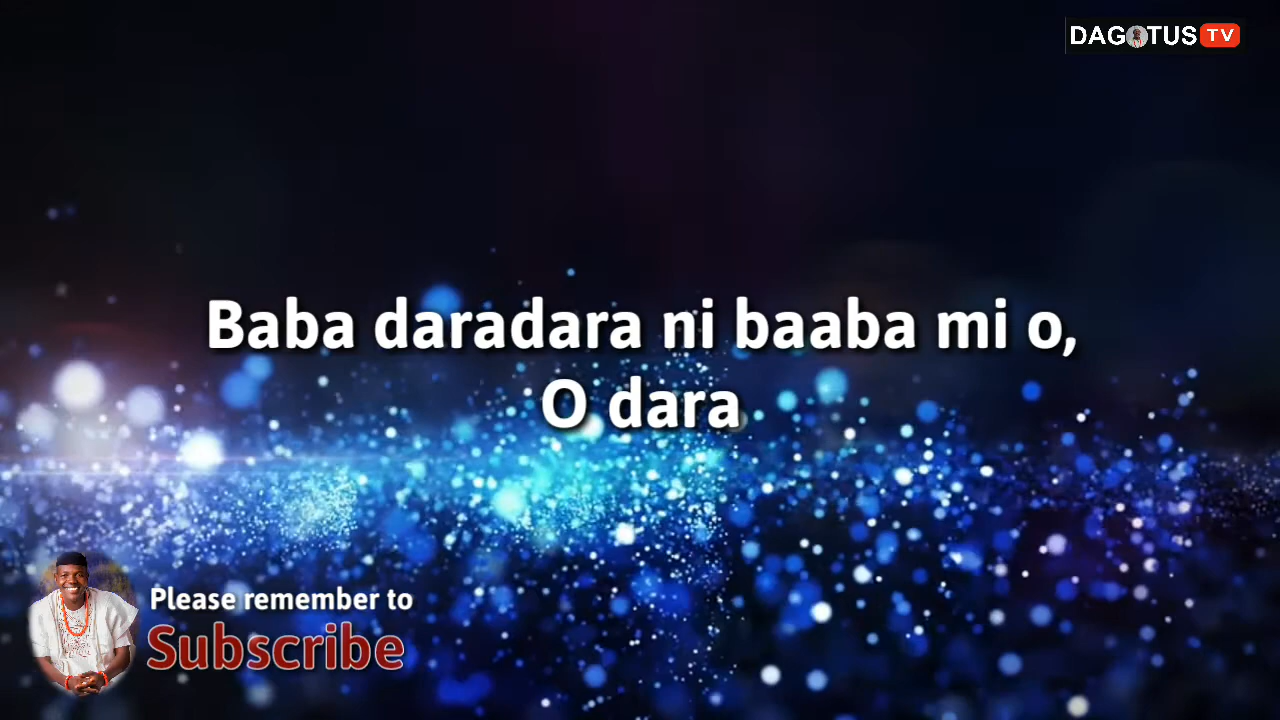 DAGOTUS TV
Baba daradara ni baaba mi o,
O dara
Please remember to
Subscribe